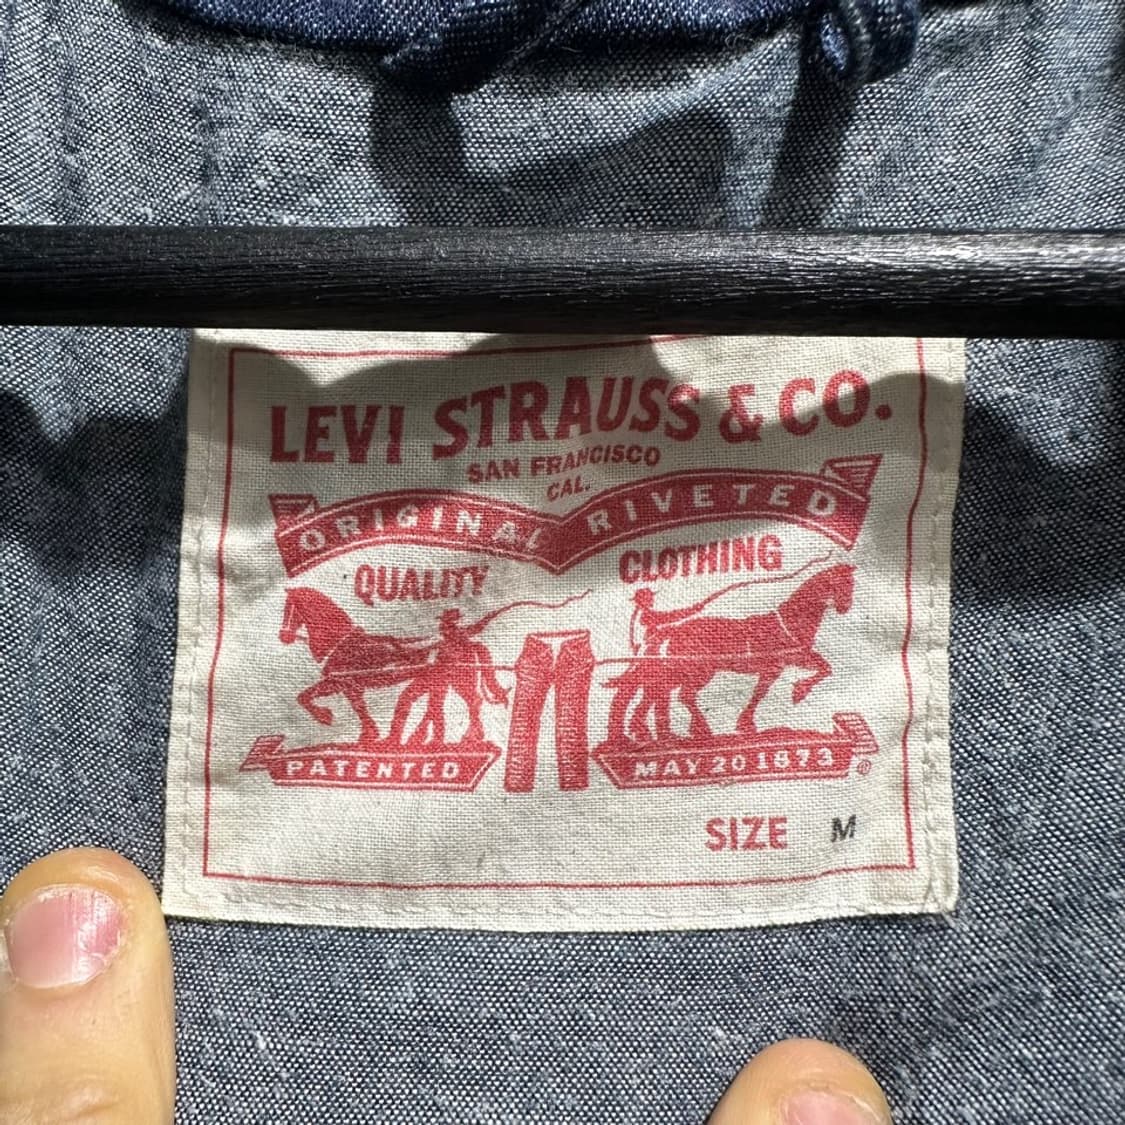 LEVI STRAUSS & CO.
SAN FRANCISCO
CAL.
ORIGINAL RIVETED
QUALITY CLOTHING
PATENTED MAY 20 1873 ®
SIZE M